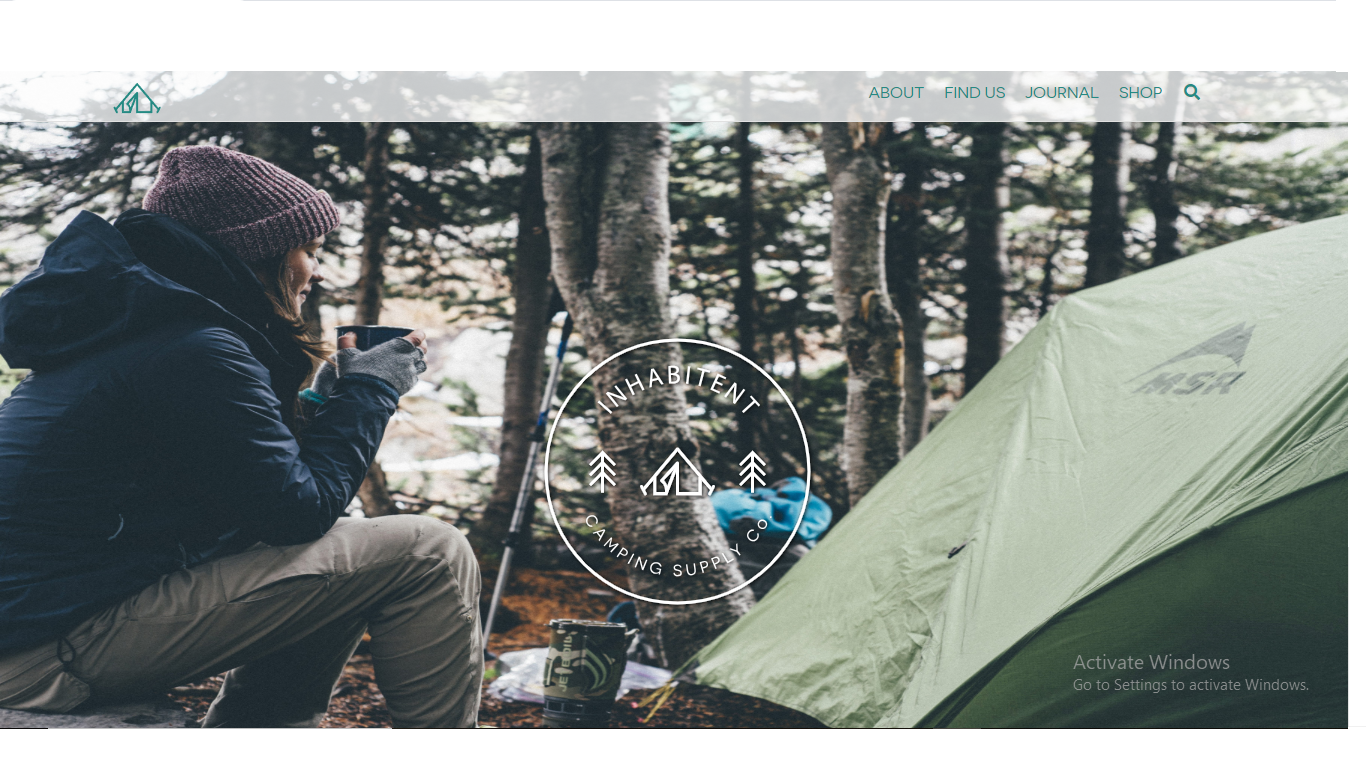 ABOUT FIND US JOURNAL SHOP
INHABITENT
CAMPING SUPPLY Co
MSR
JETBOIL
Activate Windows
Go to Settings to activate Windows.